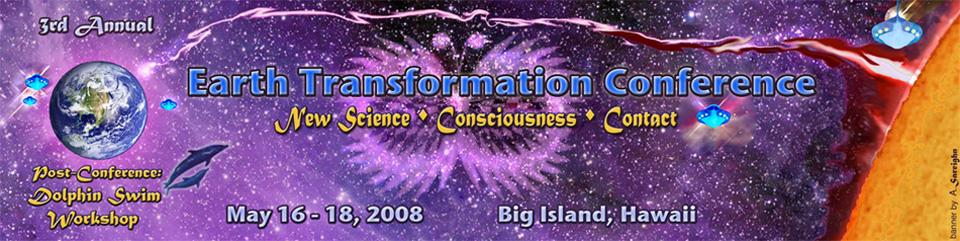 3rd Annual
Earth Transformation Conference
New Science • Consciousness • Contact
Post-Conference:
Dolphin Swim
Workshop
May 16 - 18, 2008
Big Island, Hawaii
banner by A. Sareighn